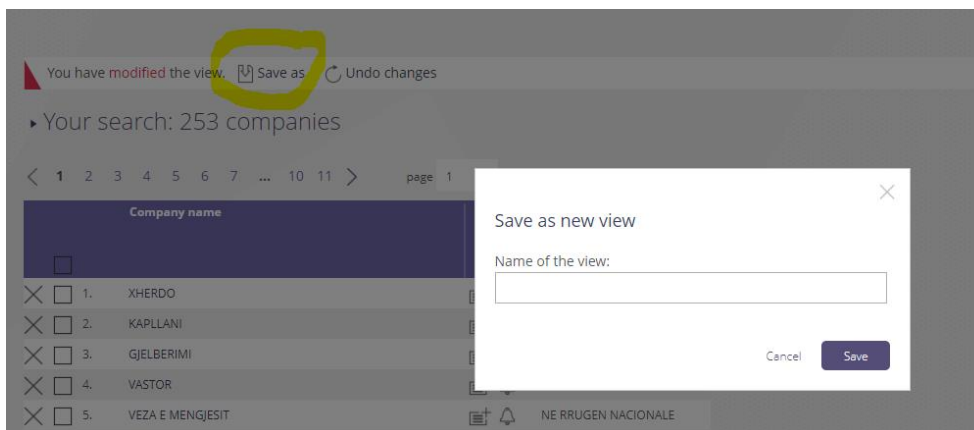 You have modified the view. Save as Undo changes
Your search: 253 companies
1 2 3 4 5 6 7 ... 10 11 page 1
Company name
1. XHERDO
2. KAPLLANI
3. GJELBERIMI
4. VASTOR
5. VEZA E MENGJESIT NE RRUGEN NACIONALE
Save as new view
Name of the view:
Cancel Save